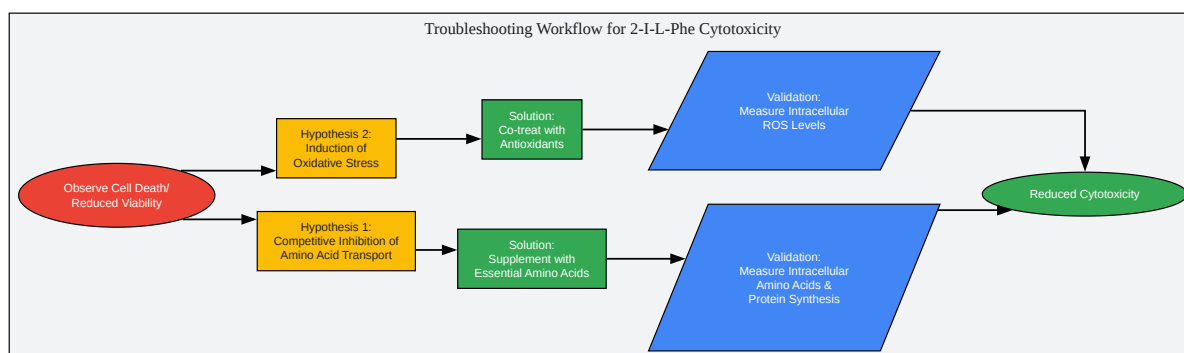 Troubleshooting Workflow for 2-I-L-Phe Cytotoxicity
Observe Cell Death/
Reduced Viability
Hypothesis 2:
Induction of
Oxidative Stress
Solution:
Co-treat with
Antioxidants
Validation:
Measure Intracellular
ROS Levels
Hypothesis 1:
Competitive Inhibition of
Amino Acid Transport
Solution:
Supplement with
Essential Amino Acids
Validation:
Measure Intracellular
Amino Acids &
Protein Synthesis
Reduced Cytotoxicity